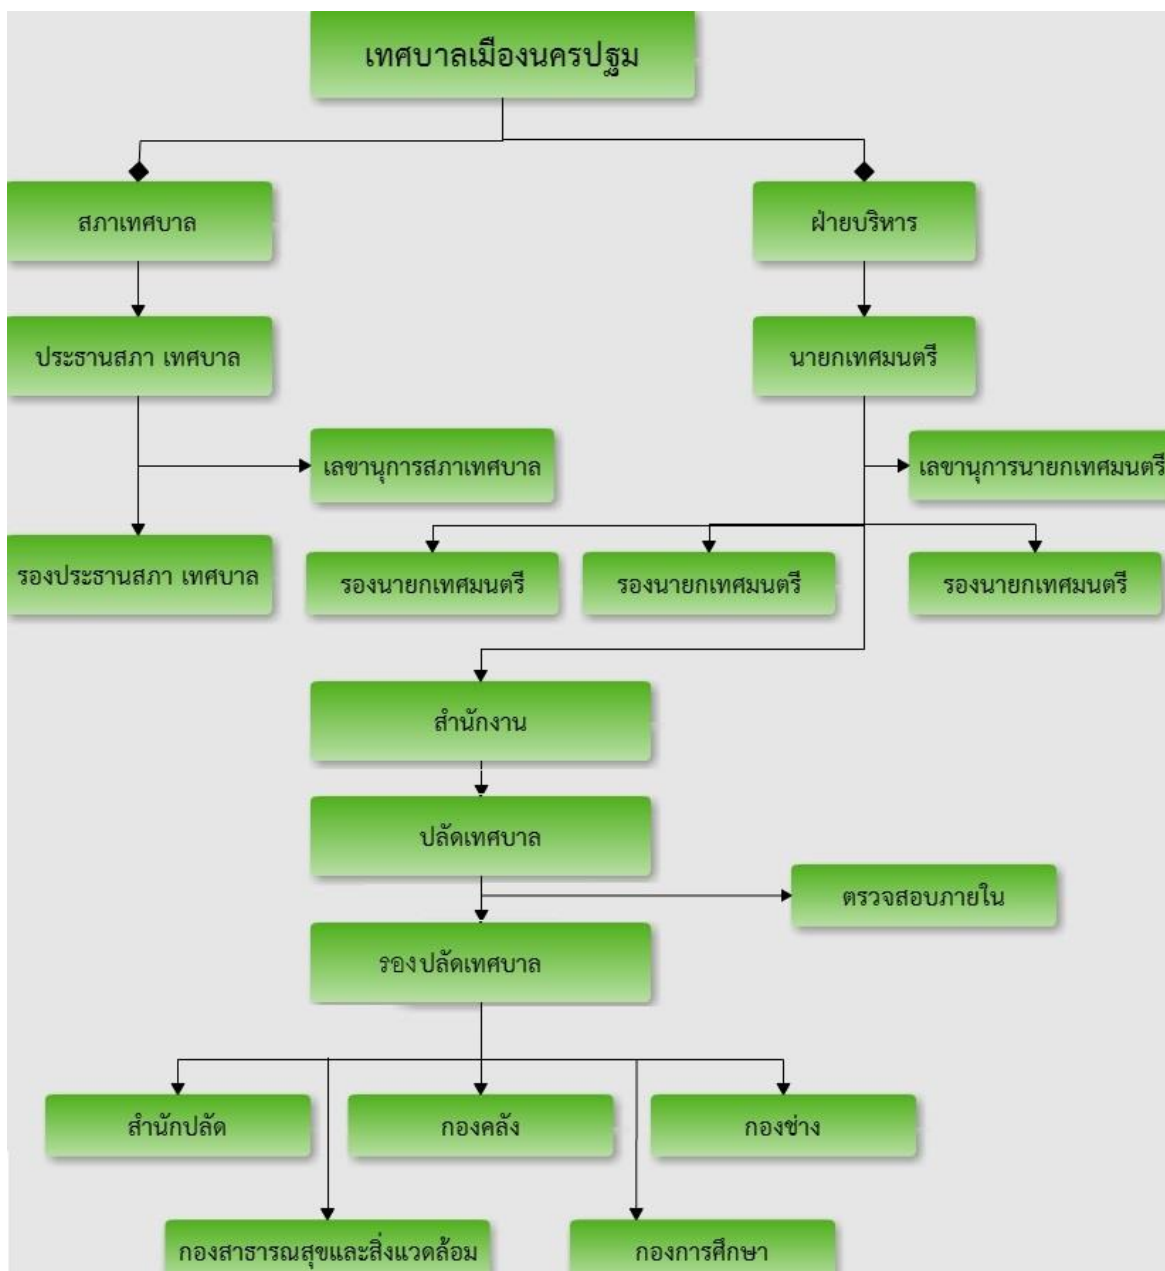 เทศบาลเมืองนครปฐม
สภาเทศบาล
ฝ่ายบริหาร
ประธานสภา เทศบาล
นายกเทศมนตรี
เลขานุการสภาเทศบาล
เลขานุการนายกเทศมนตรี
รองประธานสภา เทศบาล
รองนายกเทศมนตรี
รองนายกเทศมนตรี
รองนายกเทศมนตรี
สำนักงาน
ปลัดเทศบาล
ตรวจสอบภายใน
รองปลัดเทศบาล
สำนักปลัด
กองคลัง
กองช่าง
กองสาธารณสุขและสิ่งแวดล้อม
กองการศึกษา